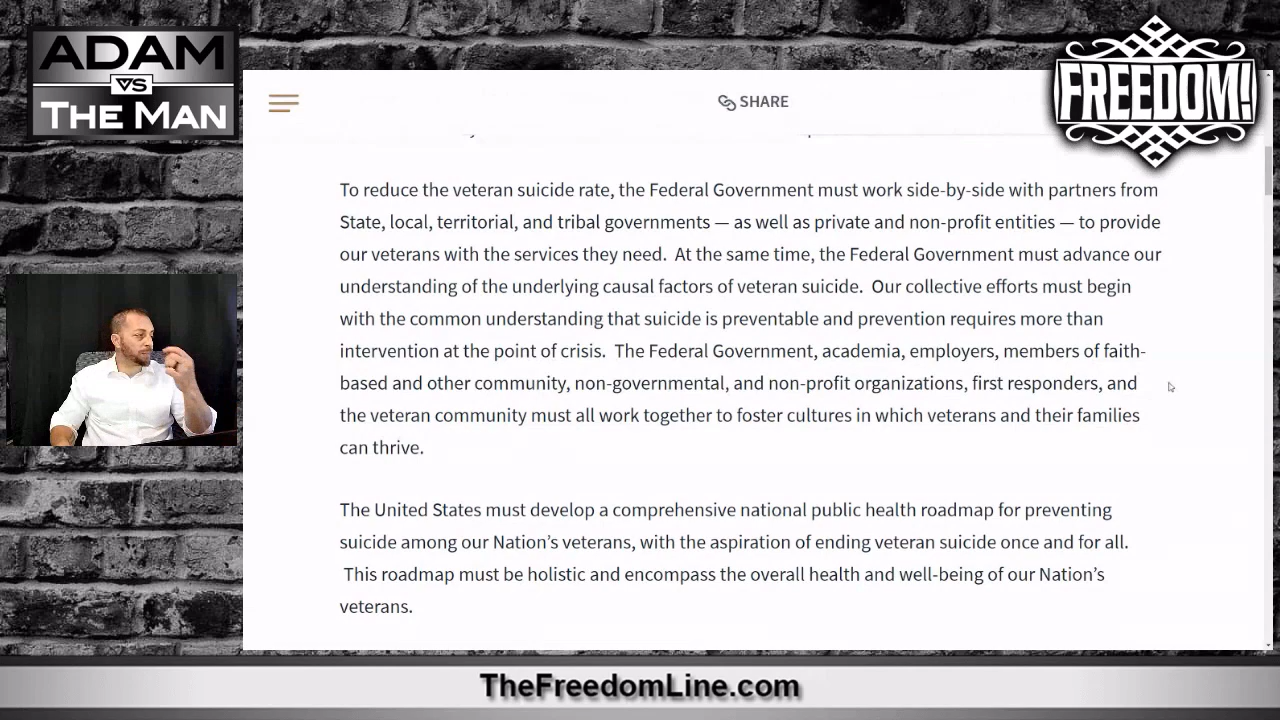 ADAM
VS
THE MAN
FREEDOM!
SHARE
To reduce the veteran suicide rate, the Federal Government must work side-by-side with partners from
State, local, territorial, and tribal governments — as well as private and non-profit entities — to provide
our veterans with the services they need.  At the same time, the Federal Government must advance our
understanding of the underlying causal factors of veteran suicide.  Our collective efforts must begin
with the common understanding that suicide is preventable and prevention requires more than
intervention at the point of crisis.  The Federal Government, academia, employers, members of faith-
based and other community, non-governmental, and non-profit organizations, first responders, and
the veteran community must all work together to foster cultures in which veterans and their families
can thrive.
The United States must develop a comprehensive national public health roadmap for preventing
suicide among our Nation’s veterans, with the aspiration of ending veteran suicide once and for all.
This roadmap must be holistic and encompass the overall health and well-being of our Nation’s
veterans.
TheFreedomLine.com